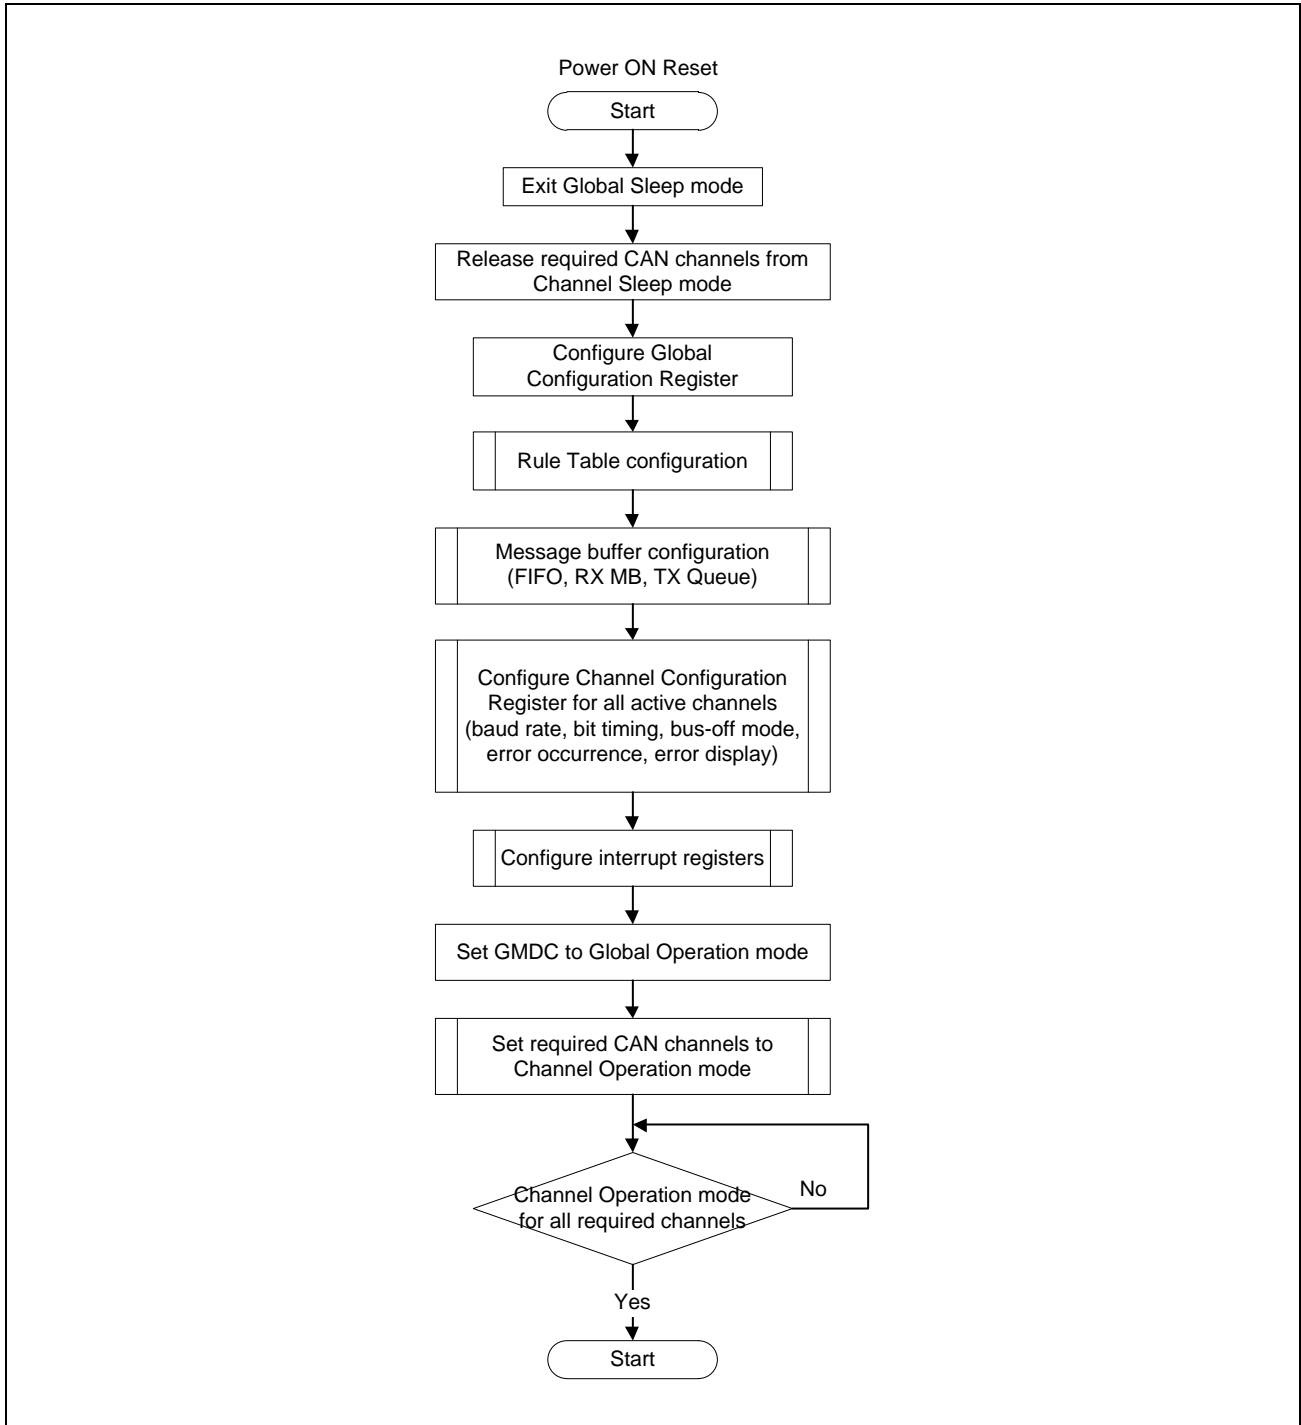 Power ON Reset
Start
Exit Global Sleep mode
Release required CAN channels from
Channel Sleep mode
Configure Global
Configuration Register
Rule Table configuration
Message buffer configuration
(FIFO, RX MB, TX Queue)
Configure Channel Configuration
Register for all active channels
(baud rate, bit timing, bus-off mode,
error occurrence, error display)
Configure interrupt registers
Set GMDC to Global Operation mode
Set required CAN channels to
Channel Operation mode
Channel Operation mode
for all required channels
No
Yes
Start